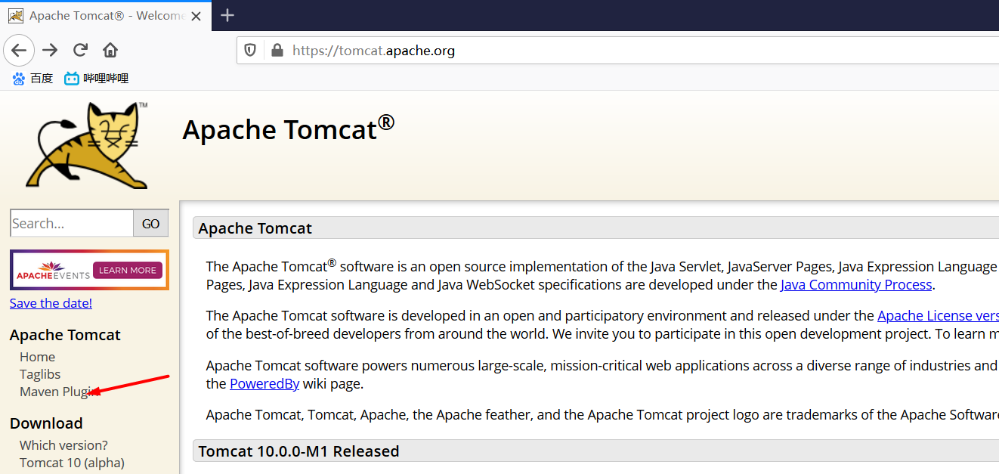 Apache Tomcat® - Welcome
https://tomcat.apache.org
百度 哔哩哔哩
TM
Apache Tomcat®
Search... GO
APACHEEVENTS LEARN MORE
Save the date!
Apache Tomcat
Home
Taglibs
Maven Plugin
Download
Which version?
Tomcat 10 (alpha)
Apache Tomcat
The Apache Tomcat® software is an open source implementation of the Java Servlet, JavaServer Pages, Java Expression Language
Pages, Java Expression Language and Java WebSocket specifications are developed under the Java Community Process.
The Apache Tomcat software is developed in an open and participatory environment and released under the Apache License vers
of the best-of-breed developers from around the world. We invite you to participate in this open development project. To learn m
Apache Tomcat software powers numerous large-scale, mission-critical web applications across a diverse range of industries and
the PoweredBy wiki page.
Apache Tomcat, Tomcat, Apache, the Apache feather, and the Apache Tomcat project logo are trademarks of the Apache Software
Tomcat 10.0.0-M1 Released